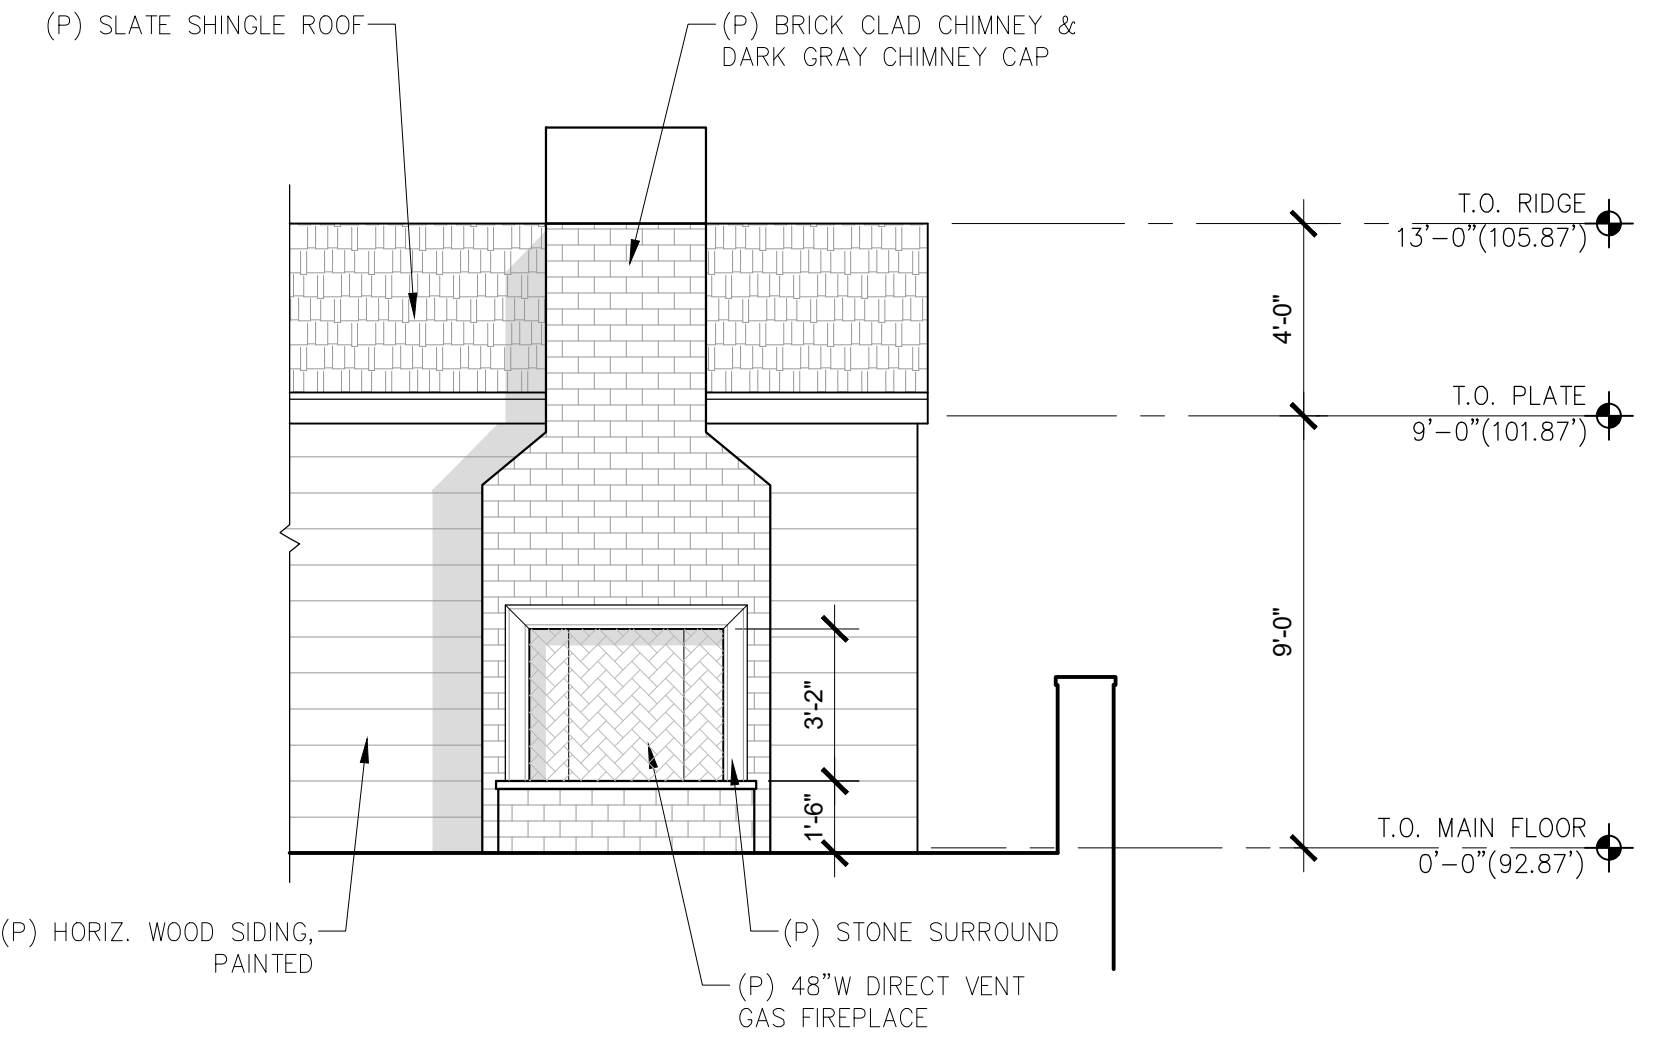 (P) SLATE SHINGLE ROOF
(P) BRICK CLAD CHIMNEY &
DARK GRAY CHIMNEY CAP
T.O. RIDGE
13'-0"(105.87')
4'-0"
T.O. PLATE
9'-0"(101.87')
9'-0"
3'-2"
1'-6"
T.O. MAIN FLOOR
0'-0"(92.87')
(P) HORIZ. WOOD SIDING,
PAINTED
(P) STONE SURROUND
(P) 48"W DIRECT VENT
GAS FIREPLACE